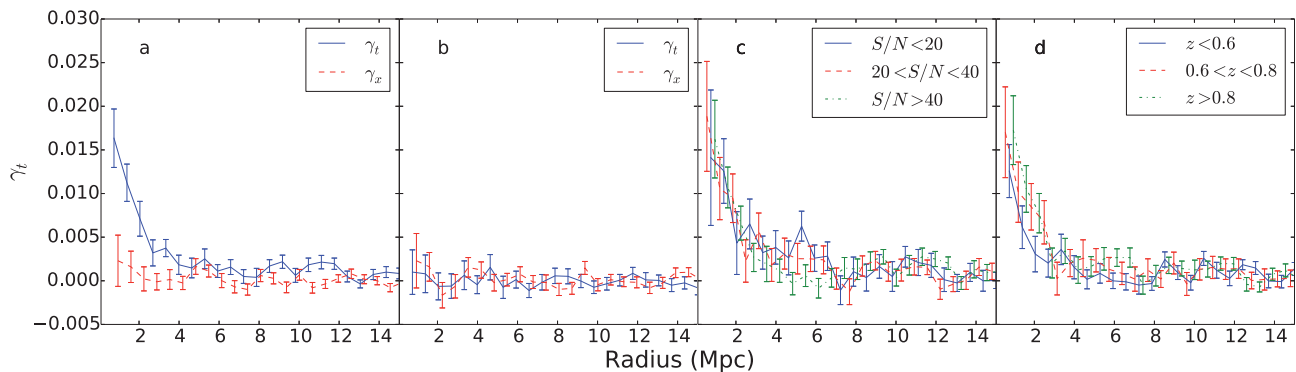 0.030
0.025
0.020
0.015
0.010
0.005
0.000
−0.005
γt
a
γt
γx
b
γt
γx
c
S/N<20
20<S/N<40
S/N>40
d
z<0.6
0.6<z<0.8
z>0.8
2 4 6 8 10 12 14
2 4 6 8 10 12 14
2 4 6 8 10 12 14
2 4 6 8 10 12 14
Radius (Mpc)